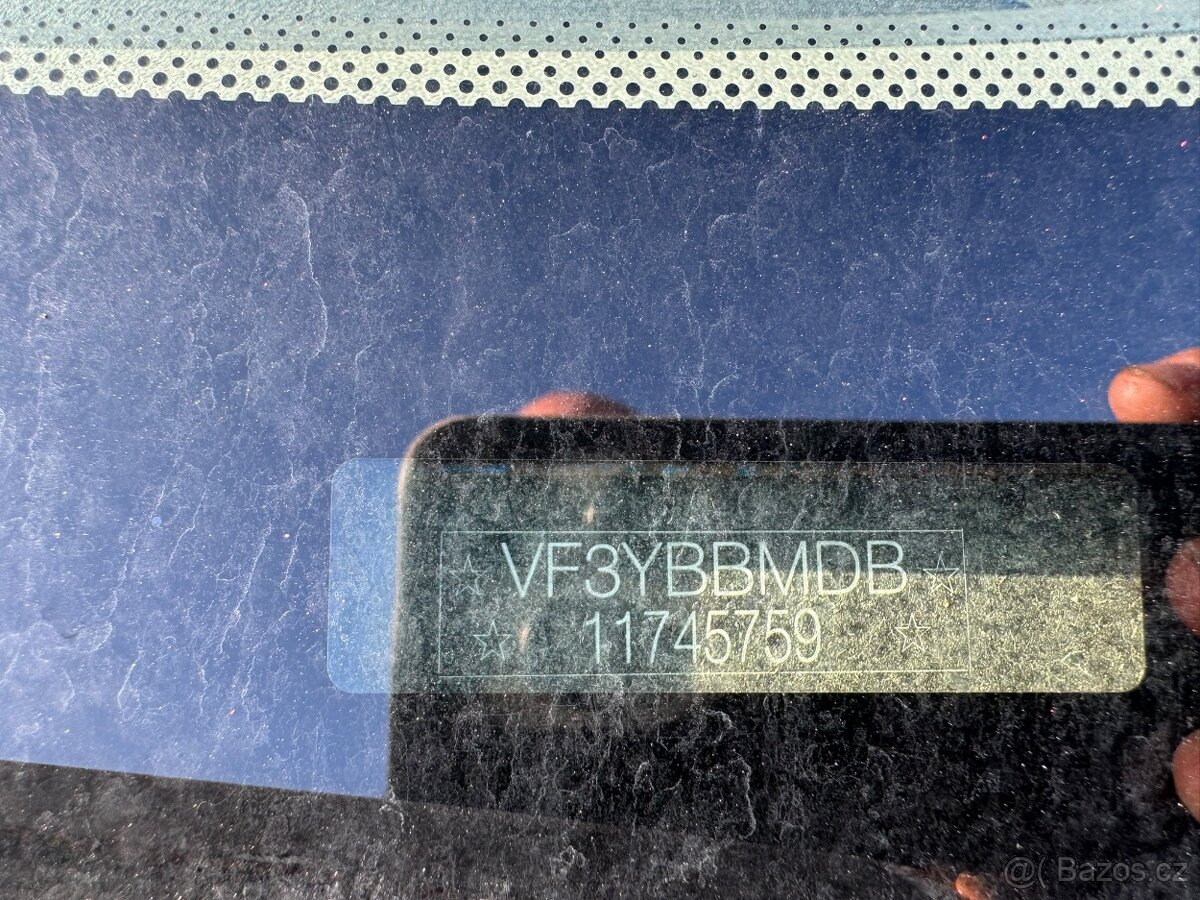 ☆ VF3YBBMDB ☆
☆ 11745759 ☆
@( Bazos.cz